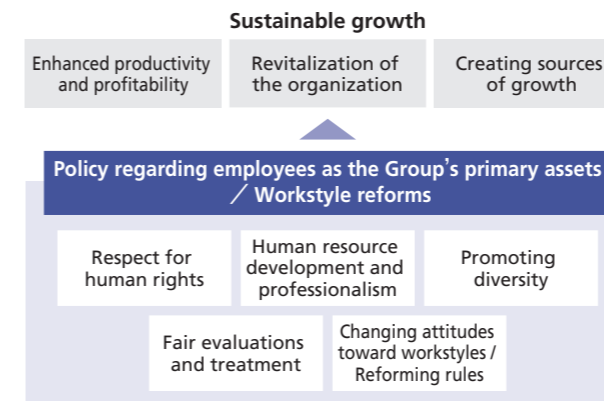 Sustainable growth
Enhanced productivity
and profitability
Revitalization of
the organization
Creating sources
of growth
Policy regarding employees as the Group's primary assets
／Workstyle reforms
Respect for
human rights
Human resource
development and
professionalism
Promoting
diversity
Fair evaluations
and treatment
Changing attitudes
toward workstyles /
Reforming rules